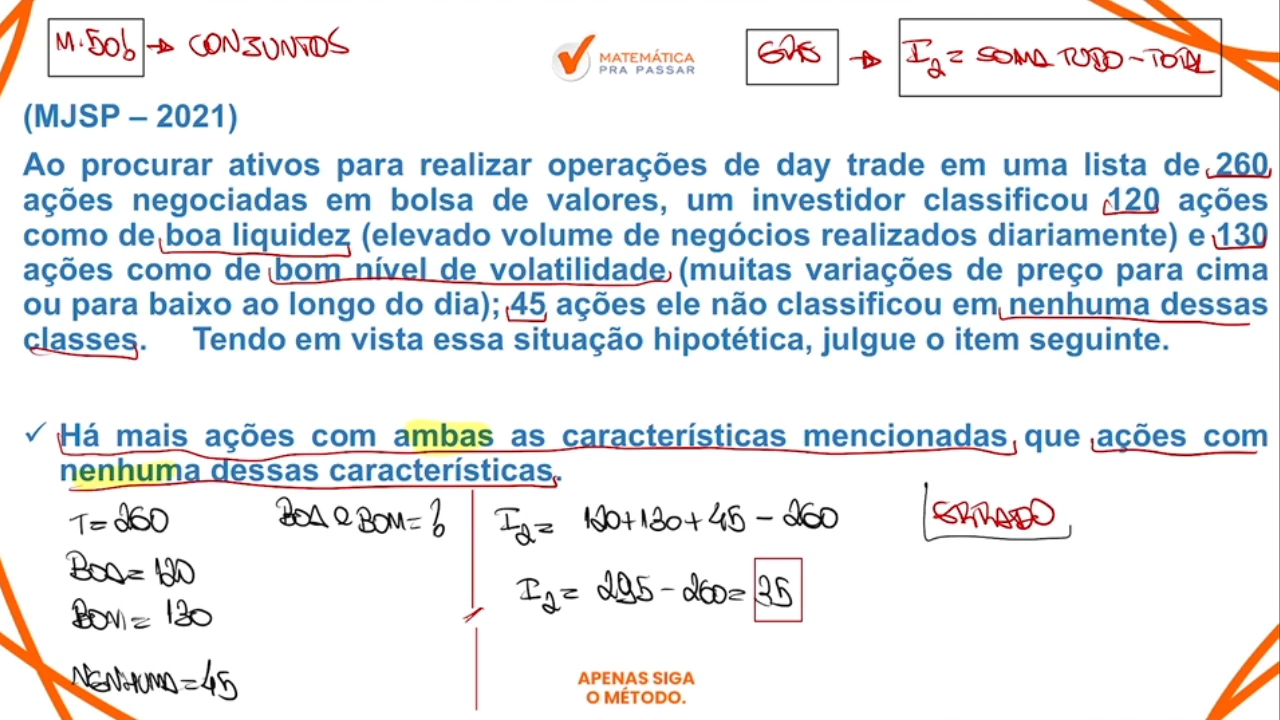 M.50b → CONJUNTOS
MATEMÁTICA
PRA PASSAR
→ I2 = SOMA TUDO - TOTAL
(MJSP – 2021)
Ao procurar ativos para realizar operações de day trade em uma lista de 260
ações negociadas em bolsa de valores, um investidor classificou 120 ações
como de boa liquidez (elevado volume de negócios realizados diariamente) e 130
ações como de bom nível de volatilidade (muitas variações de preço para cima
ou para baixo ao longo do dia); 45 ações ele não classificou em nenhuma dessas
classes. Tendo em vista essa situação hipotética, julgue o item seguinte.
✓ Há mais ações com ambas as características mencionadas que ações com
nenhuma dessas características.
T = 260
BOA e BOM = ?
BOA = 120
BOM = 130
NENHUMA = 45
I2 = 120 + 130 + 45 - 260
I2 = 295 - 260 = 35
ERRADO
APENAS SIGA
O MÉTODO.